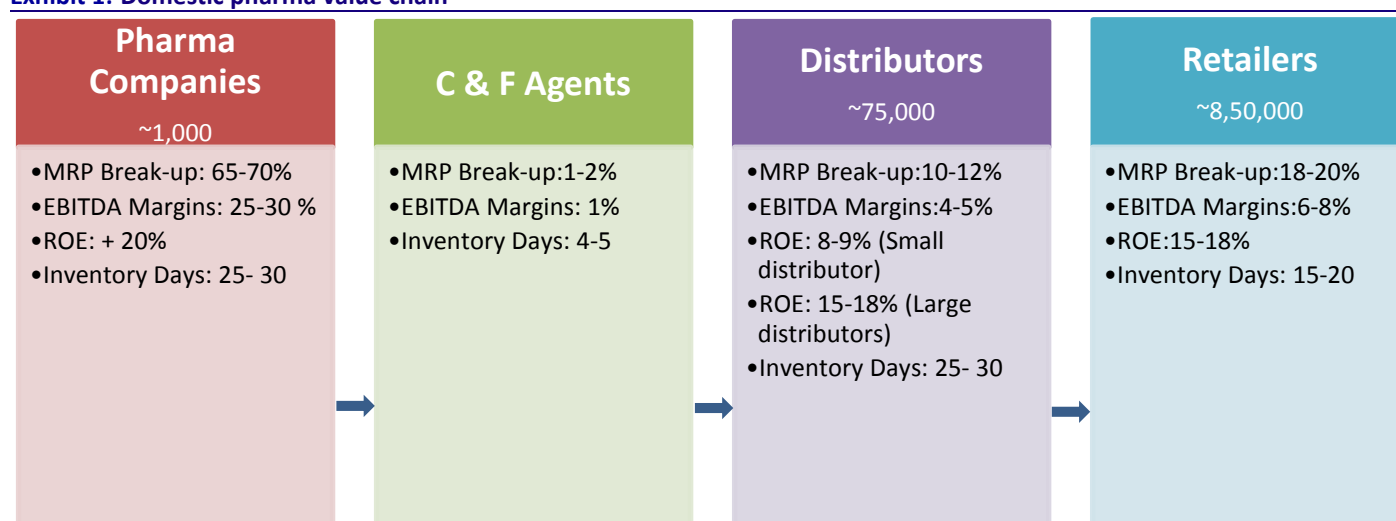 Exhibit 1: Domestic pharma value chain
Pharma
Companies
~1,000
•MRP Break-up: 65-70%
•EBITDA Margins: 25-30 %
•ROE: + 20%
•Inventory Days: 25- 30
C & F Agents
•MRP Break-up:1-2%
•EBITDA Margins: 1%
•Inventory Days: 4-5
Distributors
~75,000
•MRP Break-up:10-12%
•EBITDA Margins:4-5%
•ROE: 8-9% (Small
distributor)
•ROE: 15-18% (Large
distributors)
•Inventory Days: 25- 30
Retailers
~8,50,000
•MRP Break-up:18-20%
•EBITDA Margins:6-8%
•ROE:15-18%
•Inventory Days: 15-20